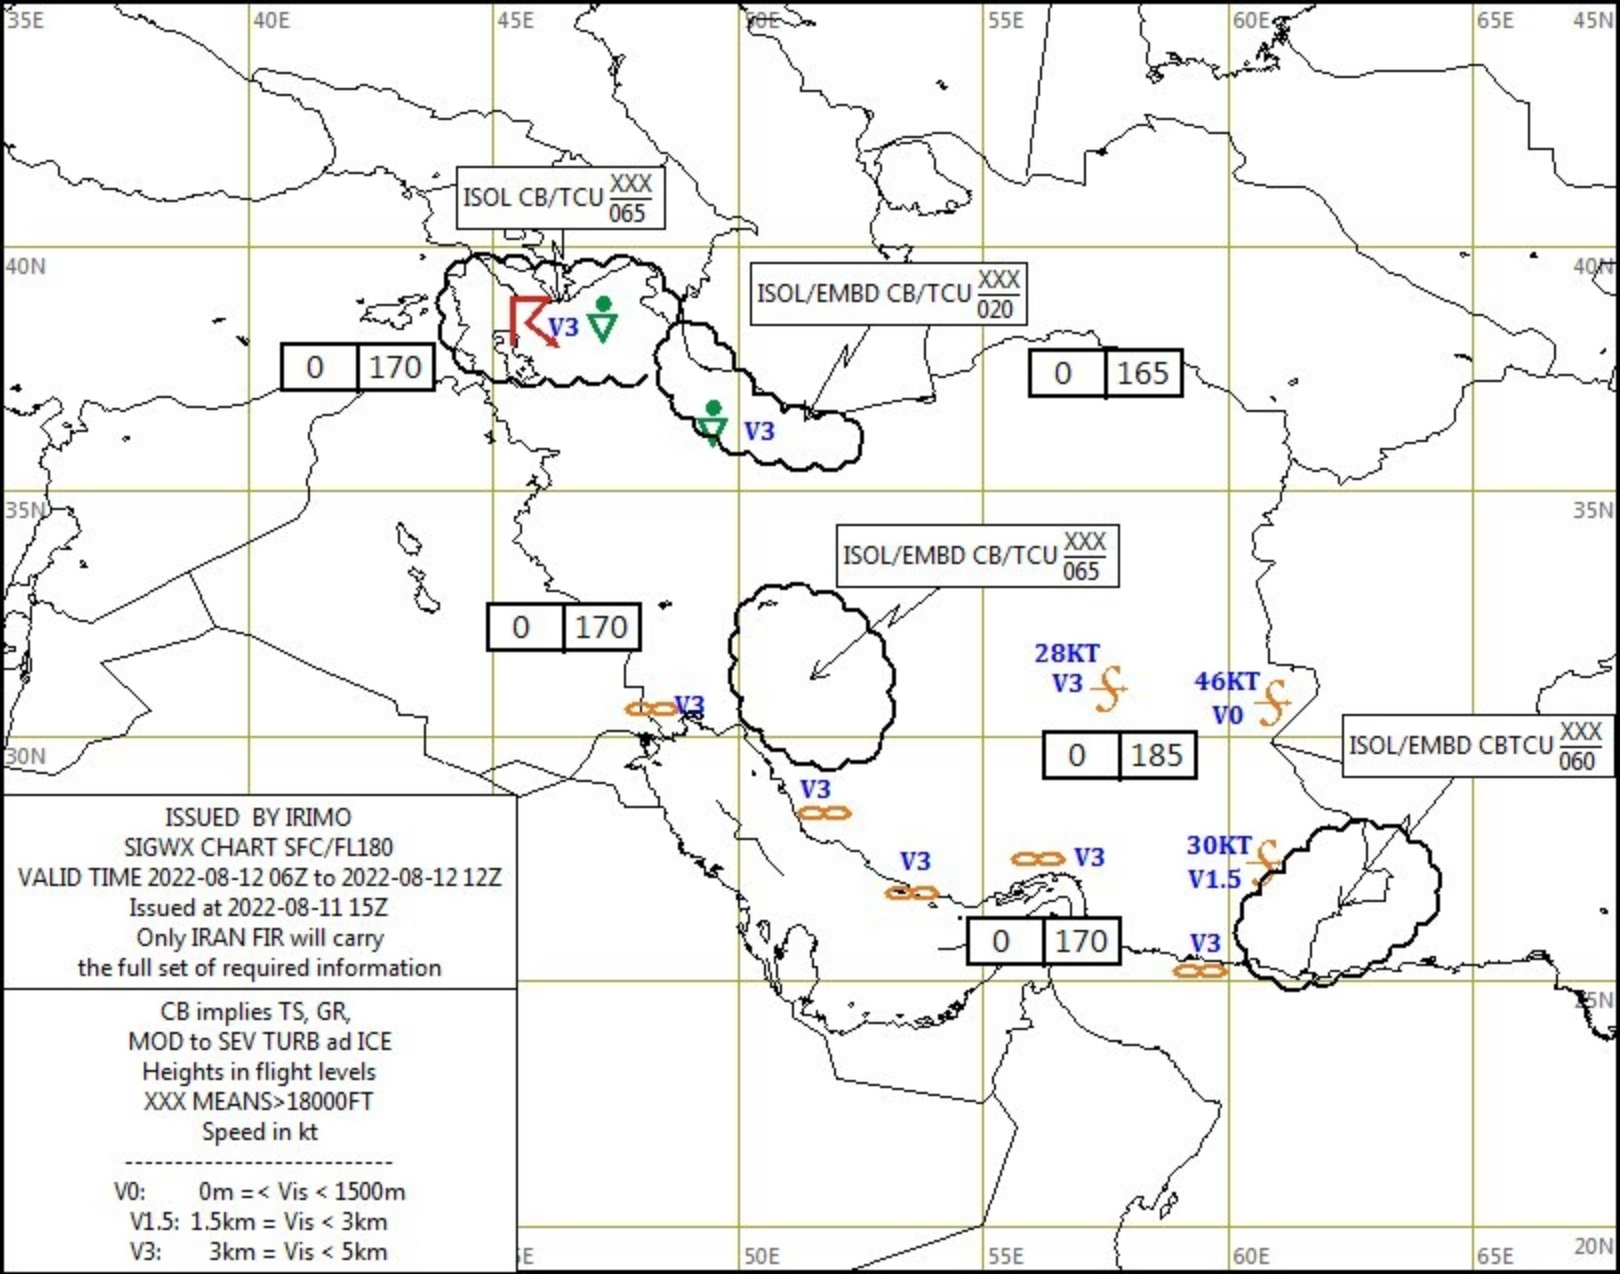 35E 40E 45E 50E 55E 60E 65E 45N
ISOL CB/TCU XXX
065
40N 40N
ISOL/EMBD CB/TCU XXX
020
V3
0 170
0 165
V3
35N 35N
ISOL/EMBD CB/TCU XXX
065
0 170
28KT
V3
46KT
V0
V3
30N
ISOL/EMBD CBTCU XXX
060
0 185
V3
V3
V3
30KT
V1.5
0 170
V3
25N
ISSUED BY IRIMO
SIGWX CHART SFC/FL180
VALID TIME 2022-08-12 06Z to 2022-08-12 12Z
Issued at 2022-08-11 15Z
Only IRAN FIR will carry
the full set of required information
CB implies TS, GR,
MOD to SEV TURB ad ICE
Heights in flight levels
XXX MEANS>18000FT
Speed in kt
---------------------------
V0: 0m =< Vis < 1500m
V1.5: 1.5km = Vis < 3km
V3: 3km = Vis < 5km
50E 55E 60E 65E 20N